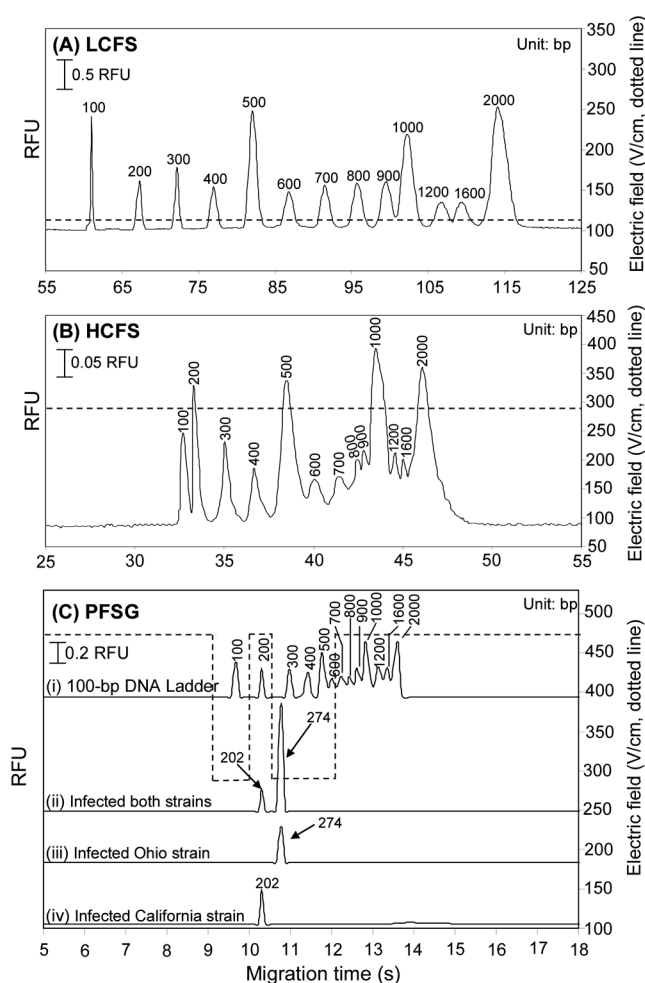 (A) LCFS
Unit: bp
0.5 RFU
100 200 300 400 500 600 700 800 900 1000 1200 1600 2000
RFU
350
300
250
200
150
100
50
Electric field (V/cm, dotted line)
55 65 75 85 95 105 115 125
(B) HCFS
Unit: bp
0.05 RFU
100 200 300 400 500 600 700 800 900 1000 1200 1600 2000
RFU
450
400
350
300
250
200
150
100
50
Electric field (V/cm, dotted line)
25 30 35 40 45 50 55
(C) PFSG
Unit: bp
0.2 RFU
100 200 300 400 500 600 700 800 900 1000 1200 1600 2000
(i) 100-bp DNA Ladder
274
202
(ii) Infected both strains
274
(iii) Infected Ohio strain
202
(iv) Infected California strain
RFU
500
450
400
350
300
250
200
150
100
Electric field (V/cm, dotted line)
5 6 7 8 9 10 11 12 13 14 15 16 17 18
Migration time (s)